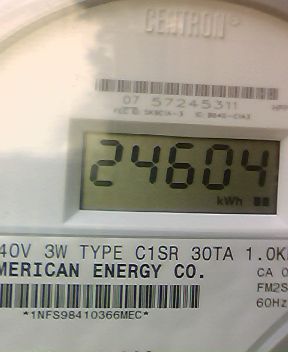 CENTRON®
07 57245311
24604
kWh
40V 3W TYPE C1SR 30TA 1.0K
MERICAN ENERGY CO.
CA 0
FM2S
60Hz
*1NFS98410366MEC*